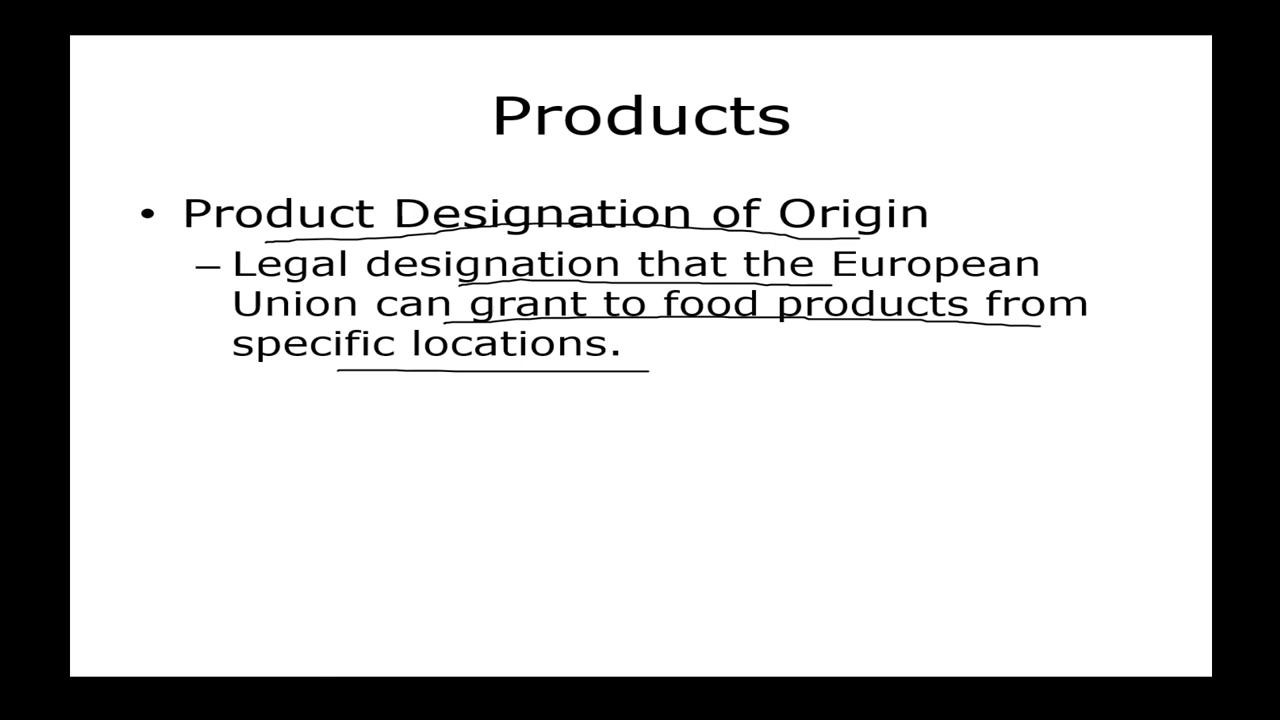 Products
• Product Designation of Origin
– Legal designation that the European
Union can grant to food products from
specific locations.